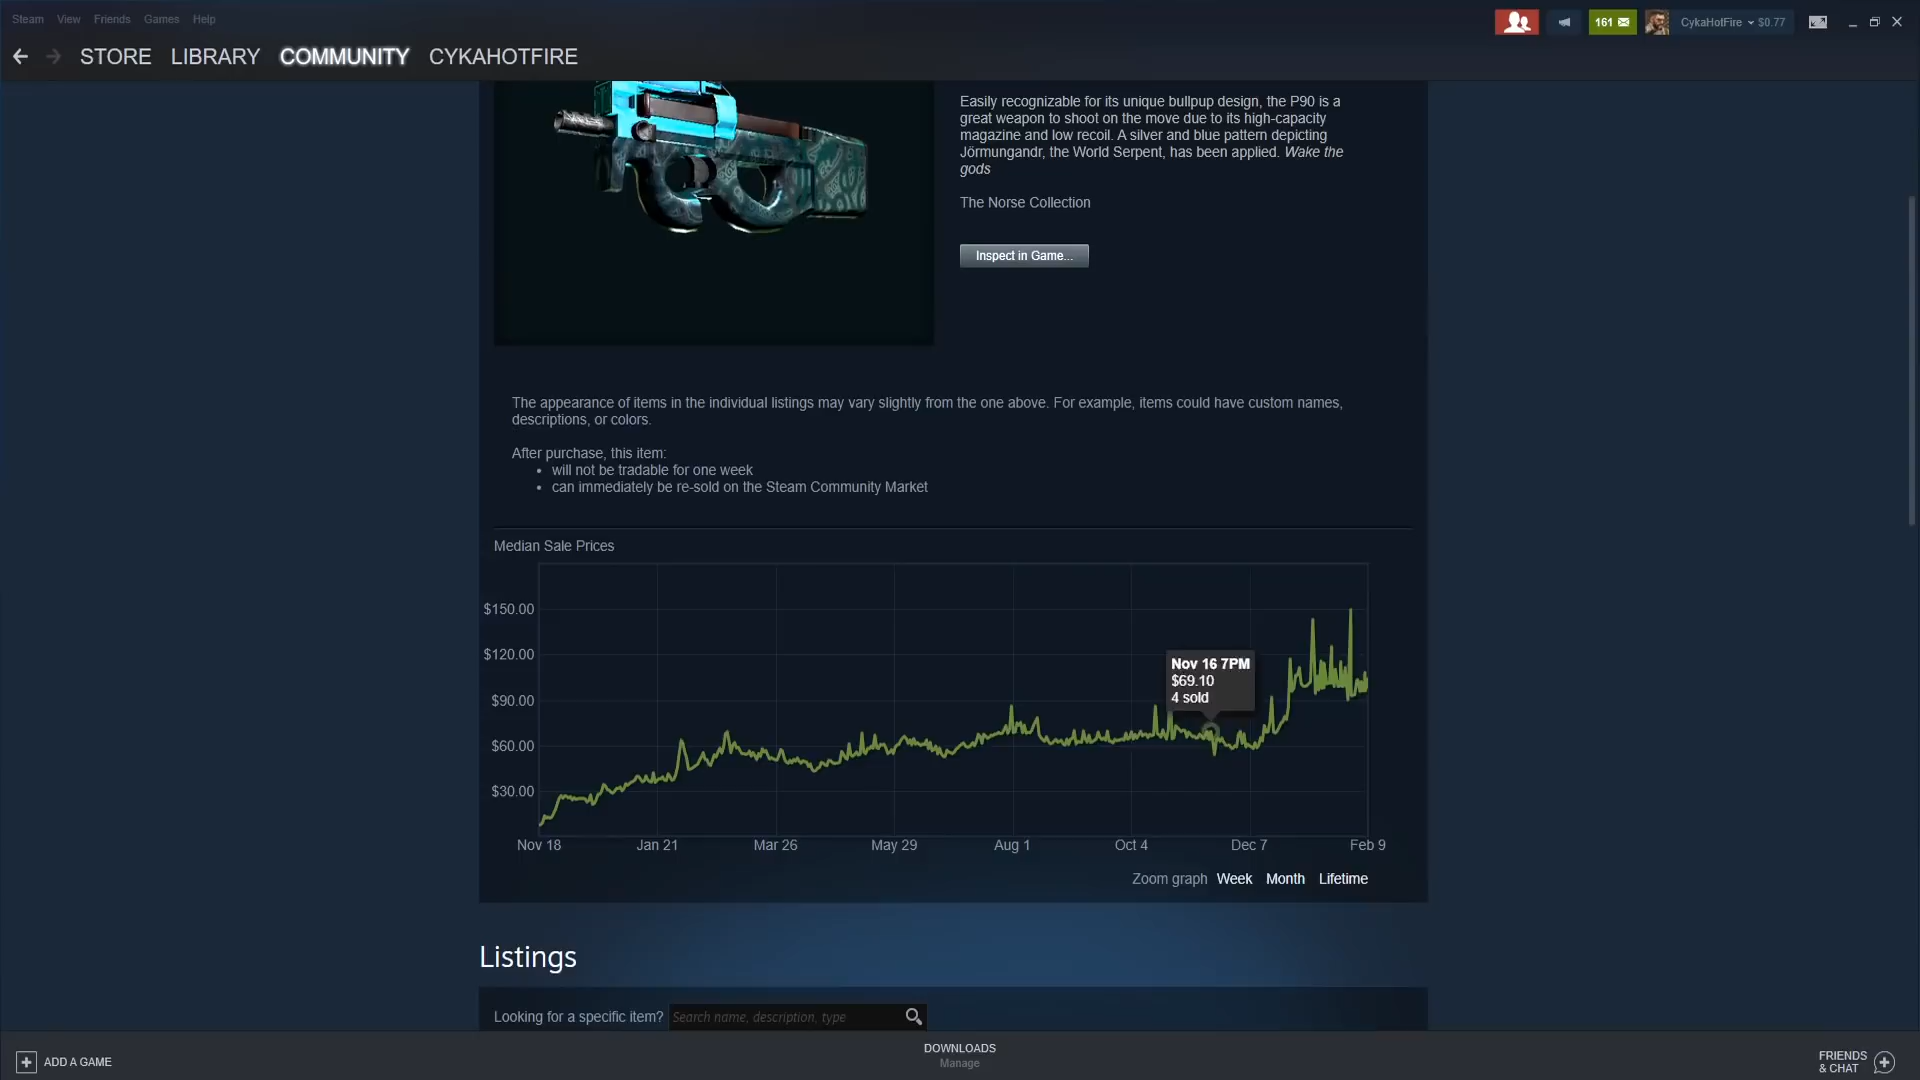 Steam View Friends Games Help
161
CykaHotFire $0.77
STORE LIBRARY COMMUNITY CYKAHOTFIRE
Easily recognizable for its unique bullpup design, the P90 is a
great weapon to shoot on the move due to its high-capacity
magazine and low recoil. A silver and blue pattern depicting
Jörmungandr, the World Serpent, has been applied. Wake the
gods
The Norse Collection
Inspect in Game...
The appearance of items in the individual listings may vary slightly from the one above. For example, items could have custom names,
descriptions, or colors.
After purchase, this item:
• will not be tradable for one week
• can immediately be re-sold on the Steam Community Market
Median Sale Prices
$150.00
$120.00
$90.00
$60.00
$30.00
Nov 16 7PM
$69.10
4 sold
Nov 18 Jan 21 Mar 26 May 29 Aug 1 Oct 4 Dec 7 Feb 9
Zoom graph Week Month Lifetime
Listings
Looking for a specific item? Search name, description, type
ADD A GAME
DOWNLOADS
Manage
FRIENDS
& CHAT